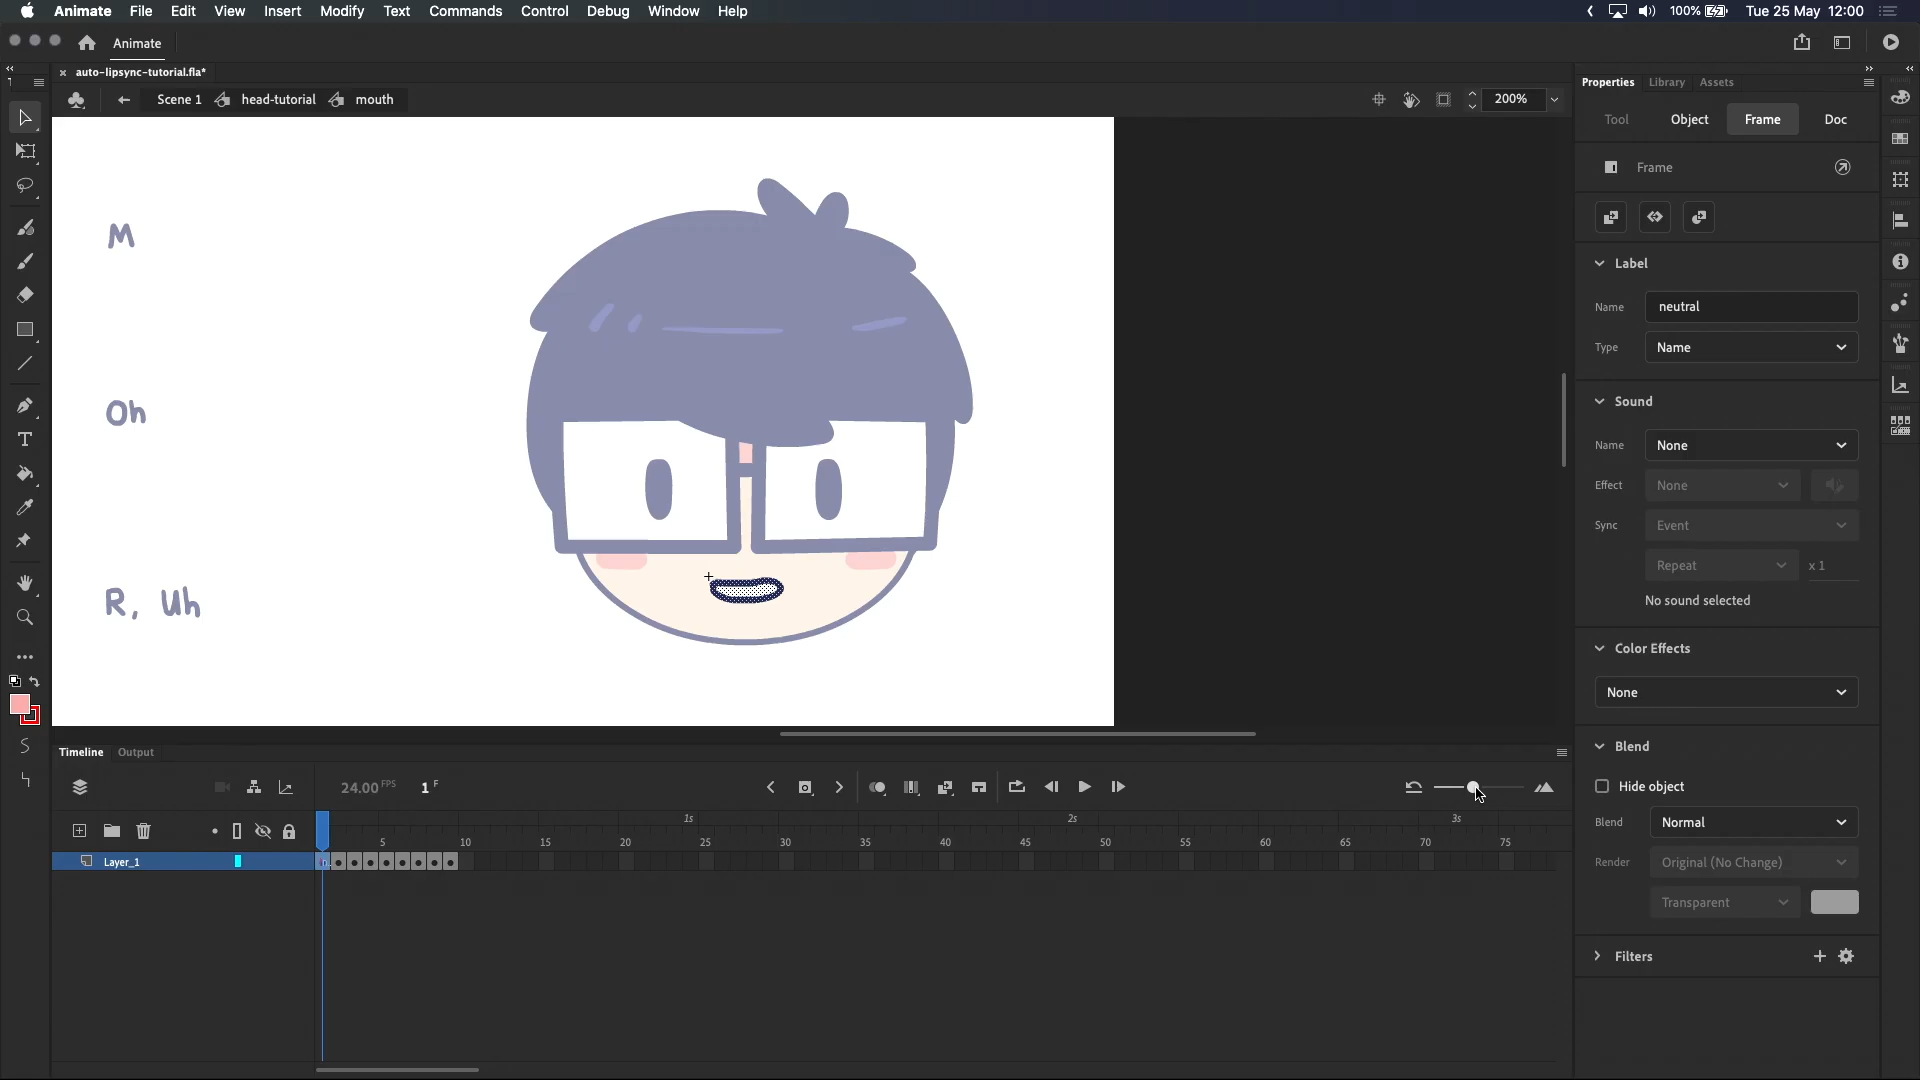 Animate File Edit View Insert Modify Text Commands Control Debug Window Help 100% Tue 25 May 12:00
Animate
auto-lipsync-tutorial.fla*
Scene 1 head-tutorial mouth 200%
M
Oh
R, Uh
Properties Library Assets
Tool Object Frame Doc
Frame
Label
Name neutral
Type Name
Sound
Name None
Effect None
Sync Event
Repeat x 1
No sound selected
Color Effects
None
Blend
Hide object
Blend Normal
Render Original (No Change)
Transparent
Filters
Timeline Output
24.00 FPS 1 F
1s 2s 3s
5 10 15 20 25 30 35 40 45 50 55 60 65 70 75
Layer_1